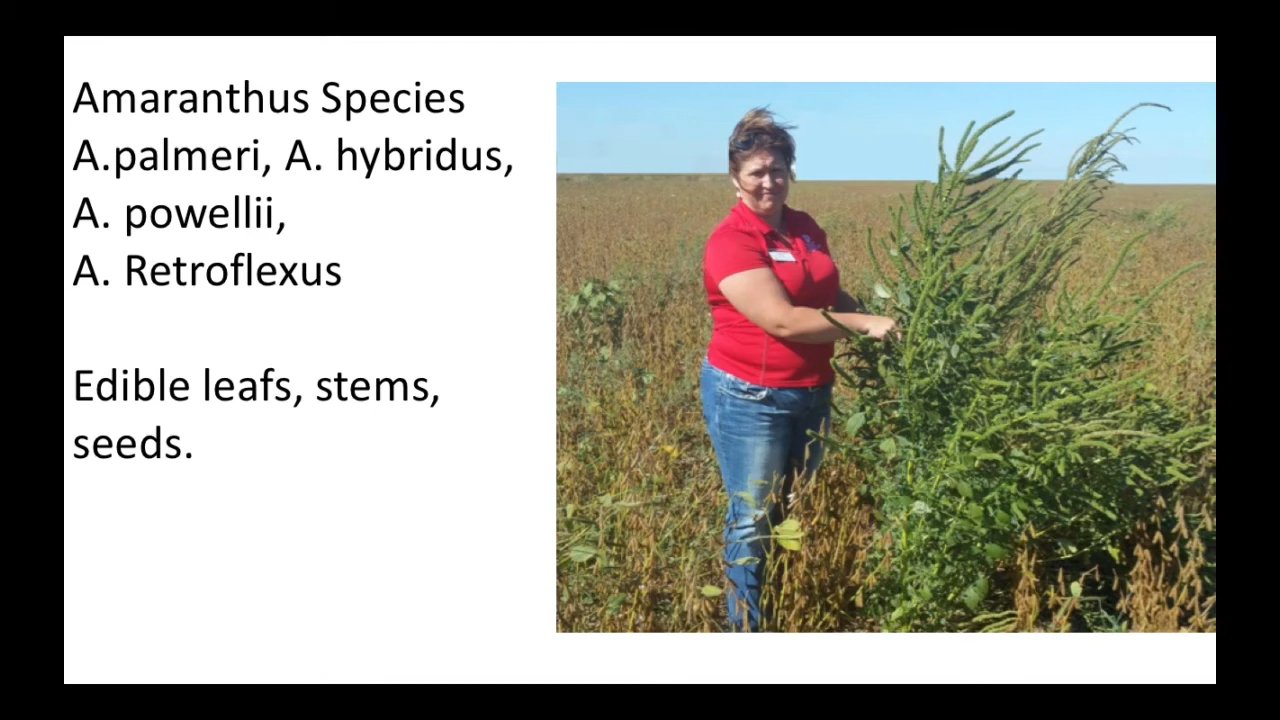 Amaranthus Species
A.palmeri, A. hybridus,
A. powellii,
A. Retroflexus
Edible leafs, stems,
seeds.